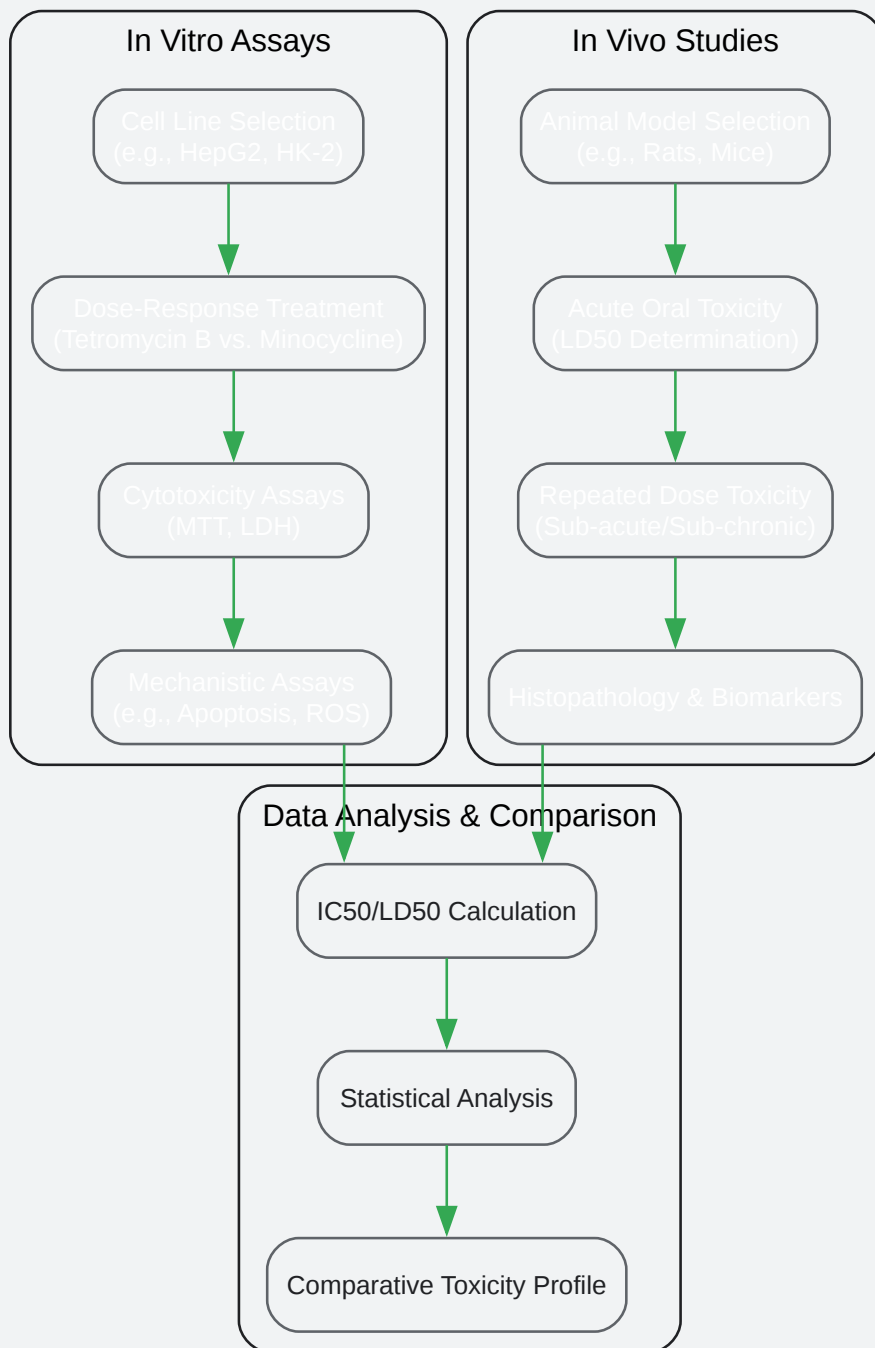 In Vitro Assays
Cell Line Selection
(e.g., HepG2, HK-2)
Dose-Response Treatment
(Tetromycin B vs. Minocycline)
Cytotoxicity Assays
(MTT, LDH)
Mechanistic Assays
(e.g., Apoptosis, ROS)
In Vivo Studies
Animal Model Selection
(e.g., Rats, Mice)
Acute Oral Toxicity
(LD50 Determination)
Repeated Dose Toxicity
(Sub-acute/Sub-chronic)
Histopathology & Biomarkers
Data Analysis & Comparison
IC50/LD50 Calculation
Statistical Analysis
Comparative Toxicity Profile